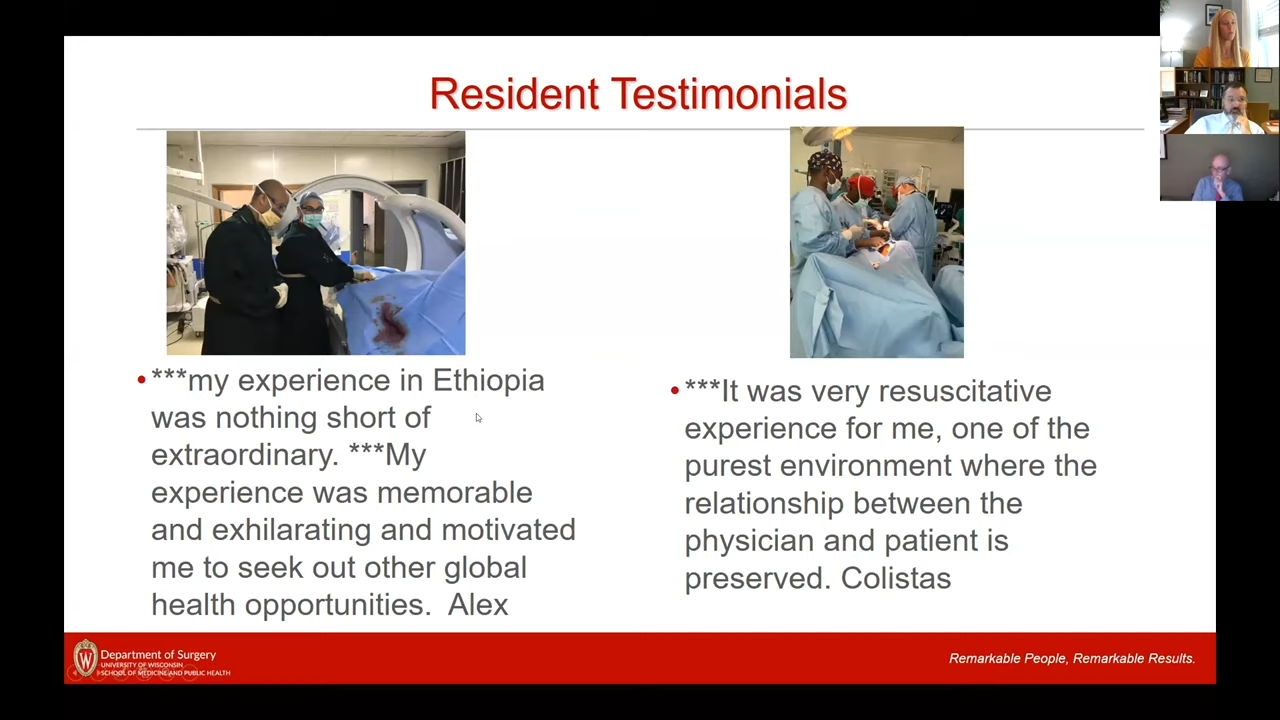 Resident Testimonials
•***my experience in Ethiopia
was nothing short of
extraordinary. ***My
experience was memorable
and exhilarating and motivated
me to seek out other global
health opportunities.  Alex
•***It was very resuscitative
experience for me, one of the
purest environment where the
relationship between the
physician and patient is
preserved. Colistas
W
Department of Surgery
UNIVERSITY OF WISCONSIN
SCHOOL OF MEDICINE AND PUBLIC HEALTH
Remarkable People, Remarkable Results.